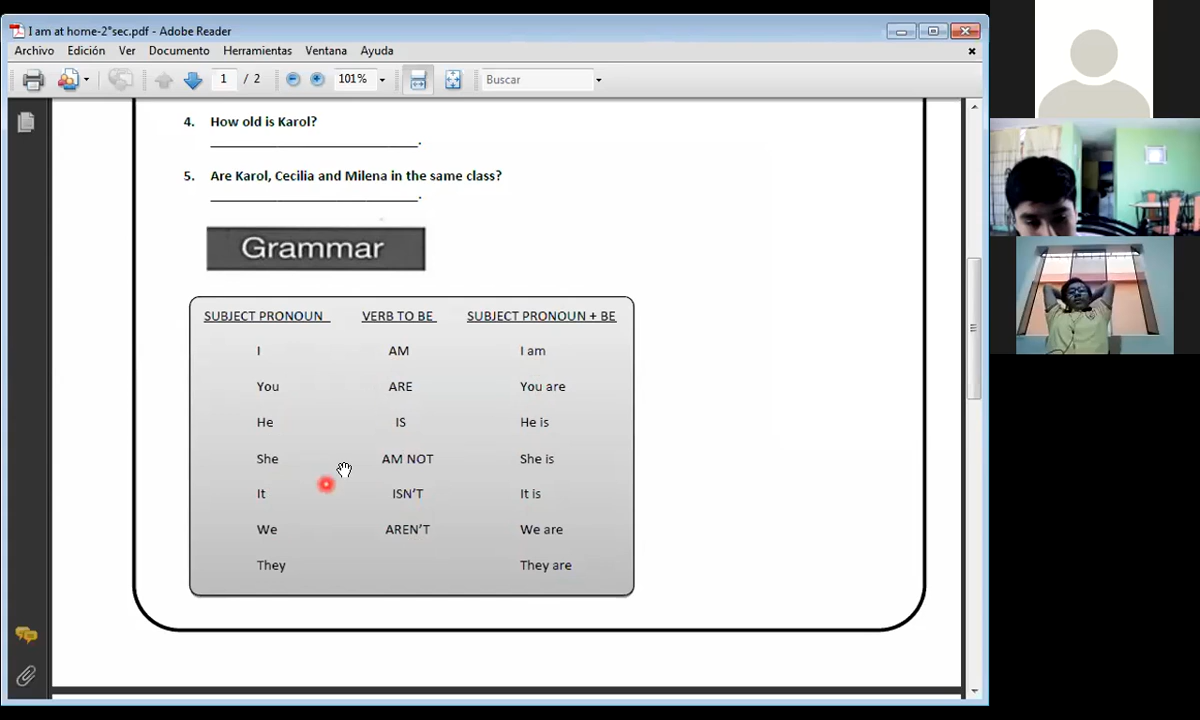 I am at home-2°sec.pdf - Adobe Reader
Archivo Edición Ver Documento Herramientas Ventana Ayuda
1 / 2 101% Buscar
4. How old is Karol?
______________________________.
5. Are Karol, Cecilia and Milena in the same class?
______________________________.
Grammar
SUBJECT PRONOUN VERB TO BE SUBJECT PRONOUN + BE
I AM I am
You ARE You are
He IS He is
She AM NOT She is
It ISN'T It is
We AREN'T We are
They They are